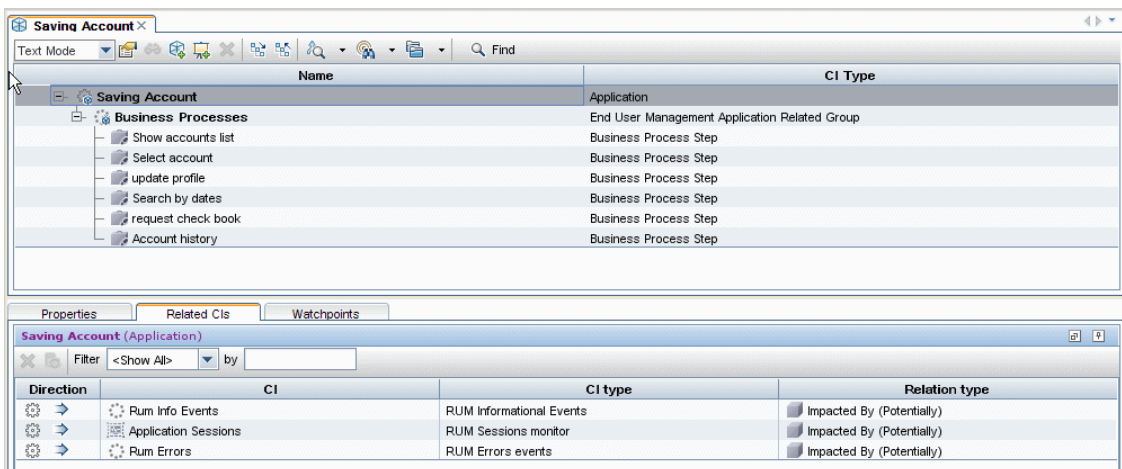 Saving Account
Text Mode Find
Name CI Type
Saving Account Application
Business Processes End User Management Application Related Group
Show accounts list Business Process Step
Select account Business Process Step
update profile Business Process Step
Search by dates Business Process Step
request check book Business Process Step
Account history Business Process Step
Properties Related CIs Watchpoints
Saving Account (Application)
Filter <Show All> by
Direction CI CI type Relation type
Rum Info Events RUM Informational Events Impacted By (Potentially)
Application Sessions RUM Sessions monitor Impacted By (Potentially)
Rum Errors RUM Errors events Impacted By (Potentially)